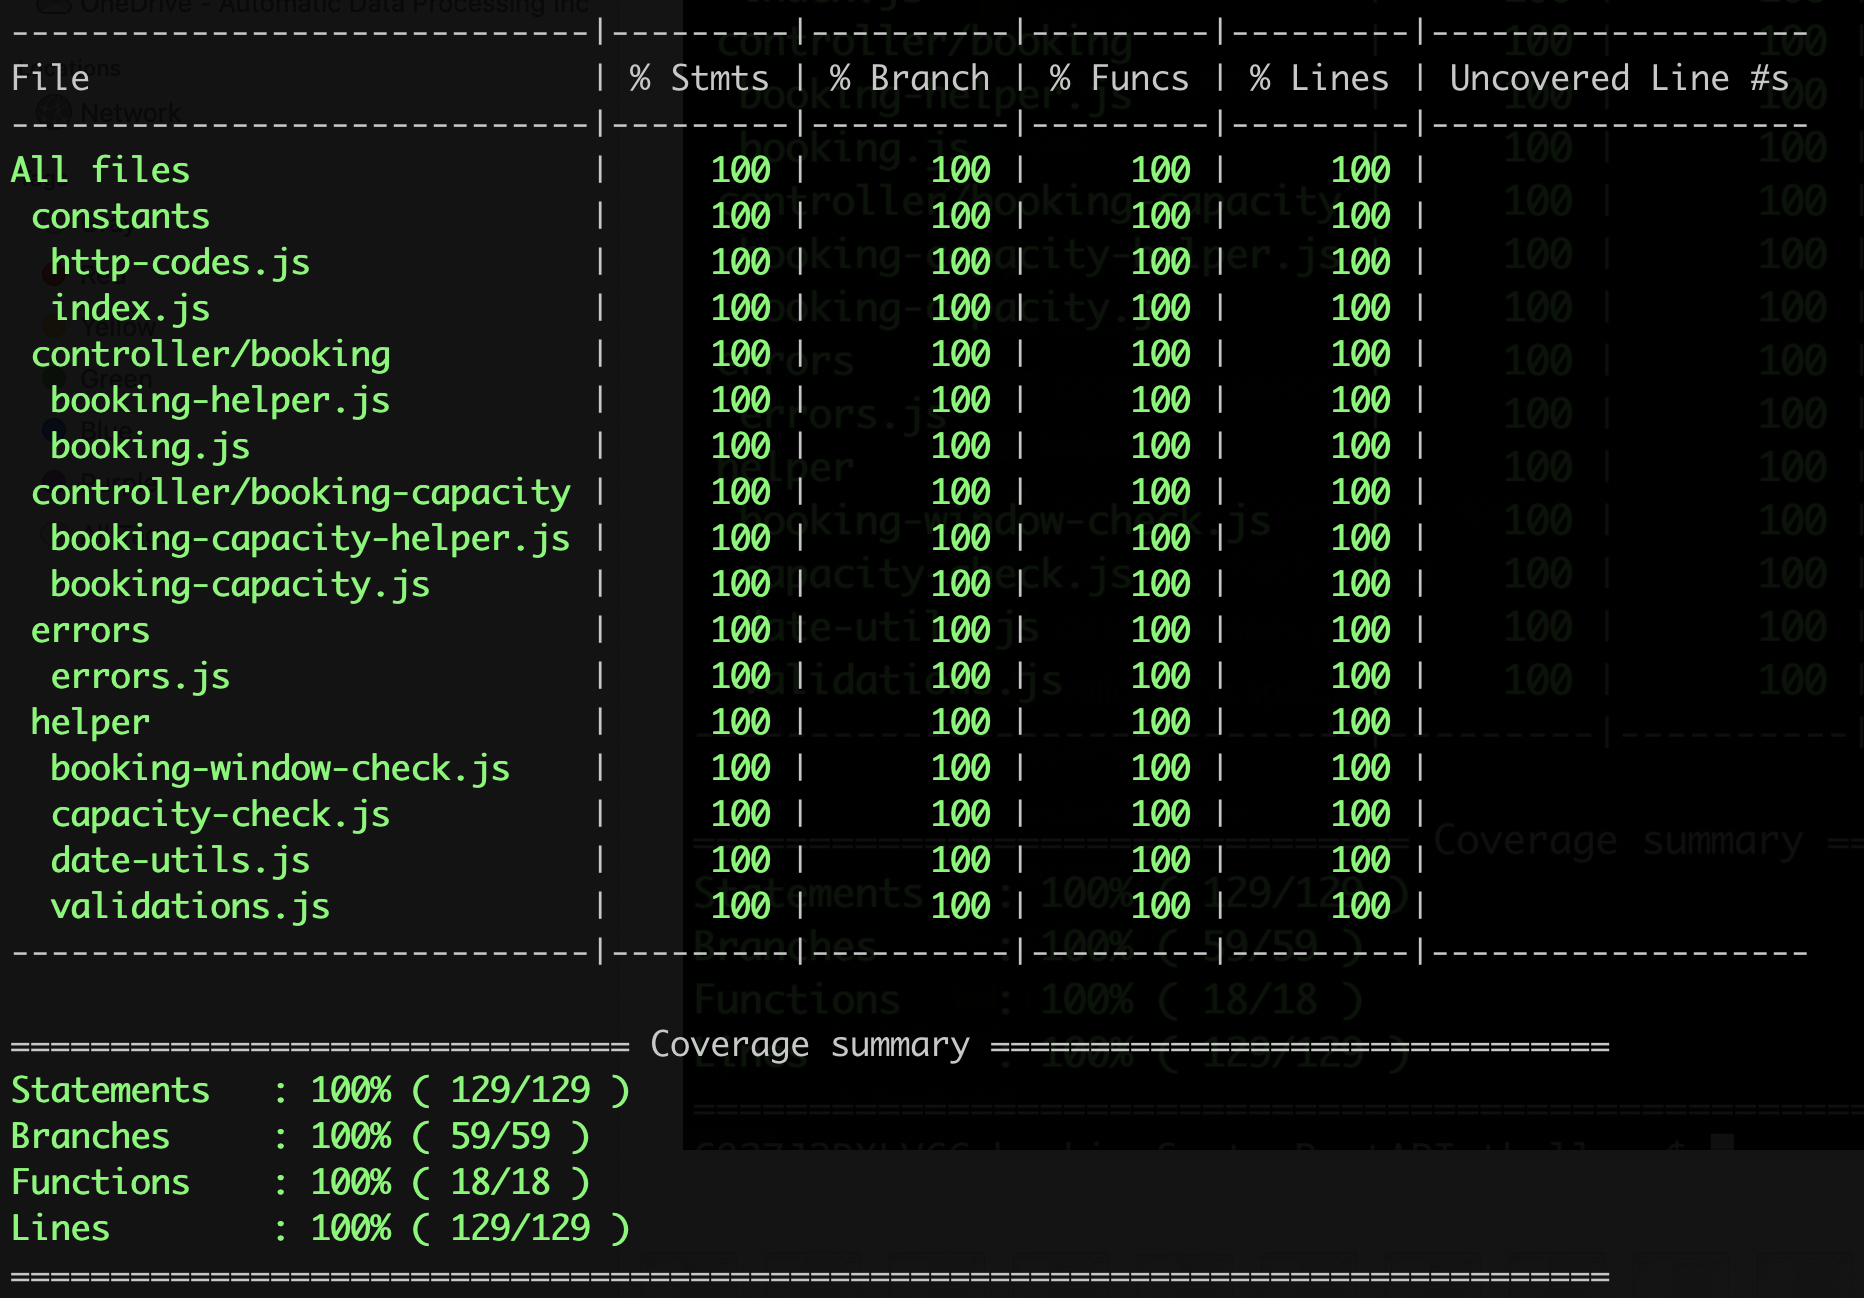 OneDrive - Automatic Data Processing Inc
-----------------------------|---------|----------|---------|---------|-------------------
File                         | % Stmts | % Branch | % Funcs | % Lines | Uncovered Line #s
-----------------------------|---------|----------|---------|---------|-------------------
All files                    |     100 |      100 |     100 |     100 |
 constants                   |     100 |      100 |     100 |     100 |
  http-codes.js              |     100 |      100 |     100 |     100 |
  index.js                   |     100 |      100 |     100 |     100 |
 controller/booking          |     100 |      100 |     100 |     100 |
  booking-helper.js          |     100 |      100 |     100 |     100 |
  booking.js                 |     100 |      100 |     100 |     100 |
 controller/booking-capacity |     100 |      100 |     100 |     100 |
  booking-capacity-helper.js |     100 |      100 |     100 |     100 |
  booking-capacity.js        |     100 |      100 |     100 |     100 |
 errors                      |     100 |      100 |     100 |     100 |
  errors.js                  |     100 |      100 |     100 |     100 |
 helper                      |     100 |      100 |     100 |     100 |
  booking-window-check.js    |     100 |      100 |     100 |     100 |
  capacity-check.js          |     100 |      100 |     100 |     100 |
  date-utils.js              |     100 |      100 |     100 |     100 |
  validations.js             |     100 |      100 |     100 |     100 |
-----------------------------|---------|----------|---------|---------|-------------------
=============================== Coverage summary ===============================
Statements   : 100% ( 129/129 )
Branches     : 100% ( 59/59 )
Functions    : 100% ( 18/18 )
Lines        : 100% ( 129/129 )
================================================================================